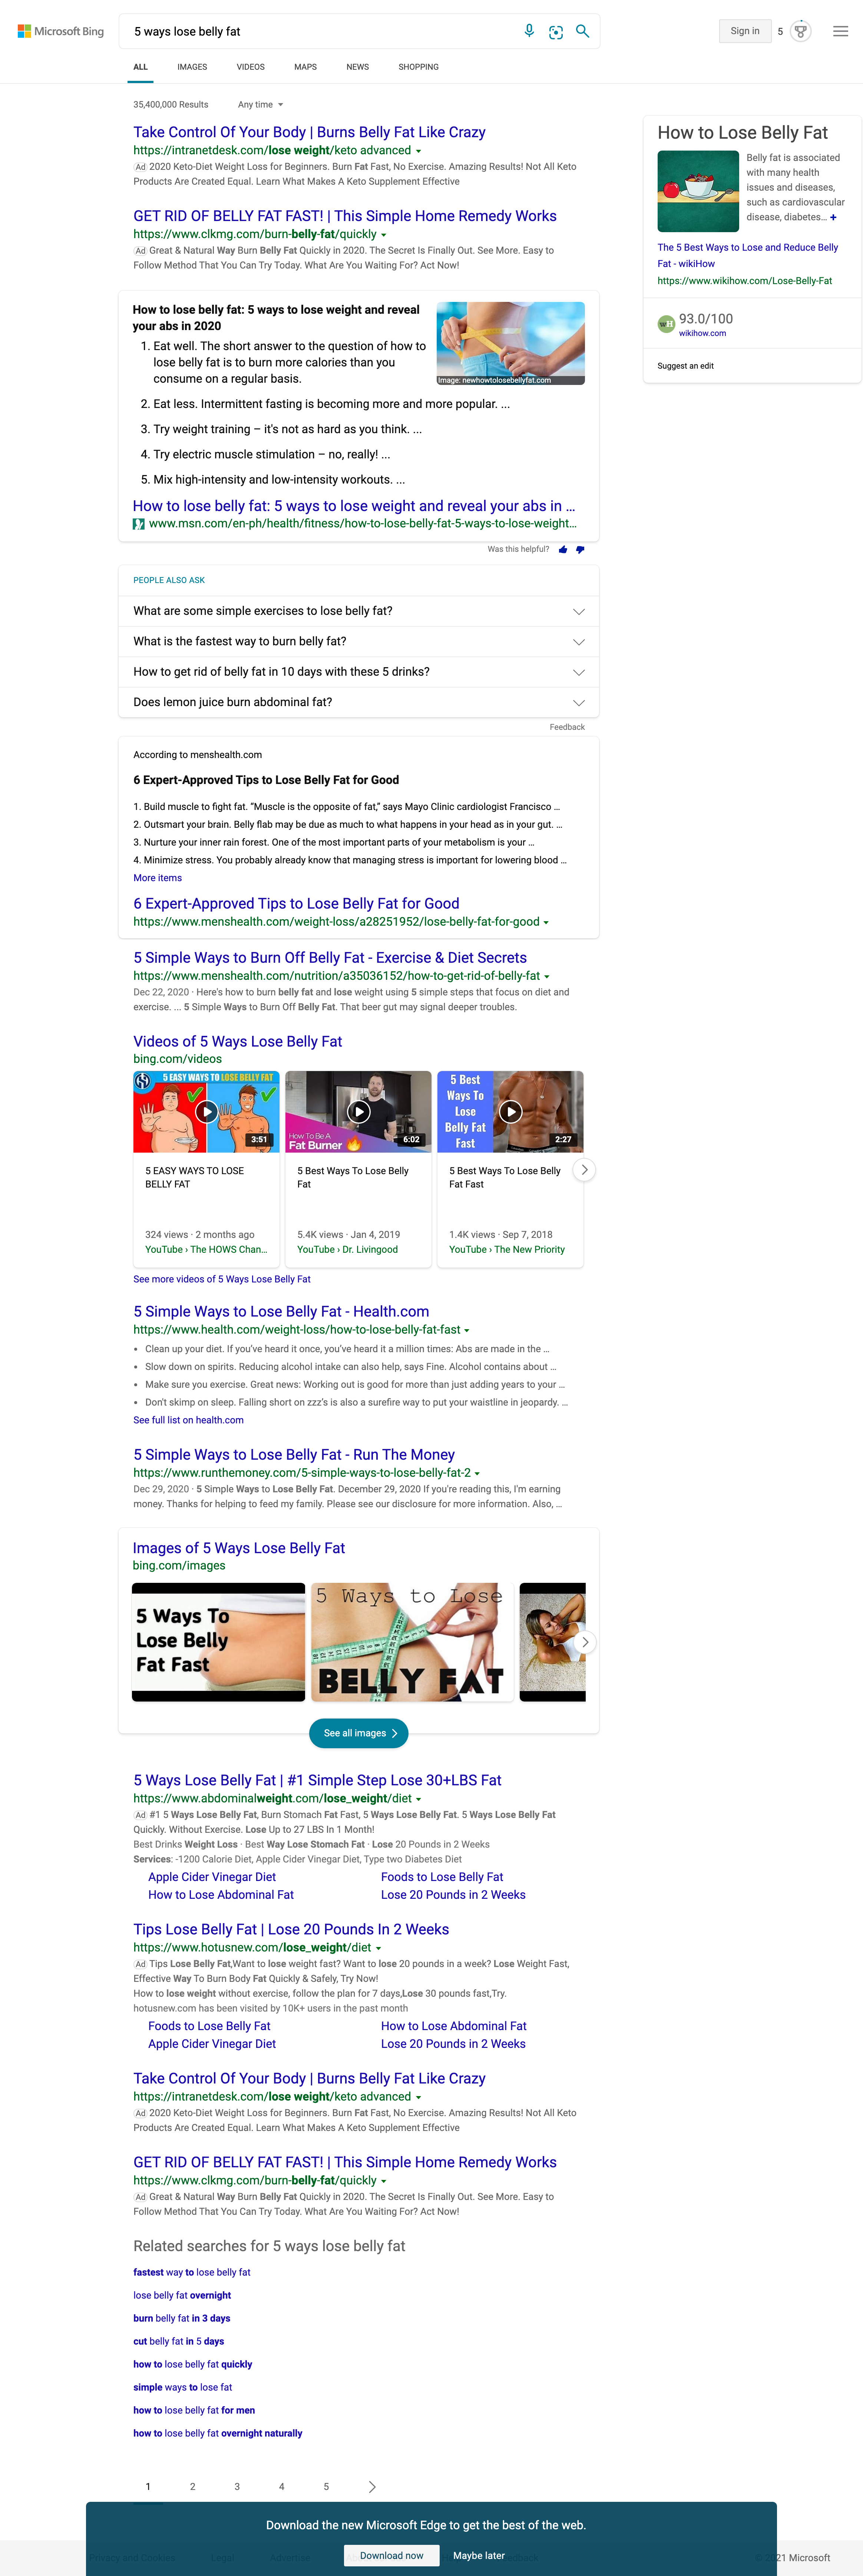 Microsoft Bing
5 ways lose belly fat
Sign in
5
ALL
IMAGES
VIDEOS
MAPS
NEWS
SHOPPING
35,400,000 Results
Any time
Take Control Of Your Body | Burns Belly Fat Like Crazy
https://intranetdesk.com/lose weight/keto advanced
Ad 2020 Keto-Diet Weight Loss for Beginners. Burn Fat Fast, No Exercise. Amazing Results! Not All Keto
Products Are Created Equal. Learn What Makes A Keto Supplement Effective
GET RID OF BELLY FAT FAST! | This Simple Home Remedy Works
https://www.clkmg.com/burn-belly-fat/quickly
Ad Great & Natural Way Burn Belly Fat Quickly in 2020. The Secret Is Finally Out. See More. Easy to
Follow Method That You Can Try Today. What Are You Waiting For? Act Now!
How to lose belly fat: 5 ways to lose weight and reveal
your abs in 2020
1. Eat well. The short answer to the question of how to
lose belly fat is to burn more calories than you
consume on a regular basis.
Image: newhowtolosebellyfat.com
2. Eat less. Intermittent fasting is becoming more and more popular. ...
3. Try weight training – it's not as hard as you think. ...
4. Try electric muscle stimulation – no, really! ...
5. Mix high-intensity and low-intensity workouts. ...
How to lose belly fat: 5 ways to lose weight and reveal your abs in ...
www.msn.com/en-ph/health/fitness/how-to-lose-belly-fat-5-ways-to-lose-weight...
Was this helpful?
PEOPLE ALSO ASK
What are some simple exercises to lose belly fat?
What is the fastest way to burn belly fat?
How to get rid of belly fat in 10 days with these 5 drinks?
Does lemon juice burn abdominal fat?
Feedback
According to menshealth.com
6 Expert-Approved Tips to Lose Belly Fat for Good
1. Build muscle to fight fat. “Muscle is the opposite of fat,” says Mayo Clinic cardiologist Francisco ...
2. Outsmart your brain. Belly flab may be due as much to what happens in your head as in your gut. ...
3. Nurture your inner rain forest. One of the most important parts of your metabolism is your ...
4. Minimize stress. You probably already know that managing stress is important for lowering blood ...
More items
6 Expert-Approved Tips to Lose Belly Fat for Good
https://www.menshealth.com/weight-loss/a28251952/lose-belly-fat-for-good
5 Simple Ways to Burn Off Belly Fat - Exercise & Diet Secrets
https://www.menshealth.com/nutrition/a35036152/how-to-get-rid-of-belly-fat
Dec 22, 2020 · Here's how to burn belly fat and lose weight using 5 simple steps that focus on diet and
exercise. ... 5 Simple Ways to Burn Off Belly Fat. That beer gut may signal deeper troubles.
Videos of 5 Ways Lose Belly Fat
bing.com/videos
5 EASY WAYS TO LOSE BELLY FAT
3:51
5 EASY WAYS TO LOSE
BELLY FAT
324 views · 2 months ago
YouTube › The HOWS Chan...
How To Be A
Fat Burner
6:02
5 Best Ways To Lose Belly
Fat
5.4K views · Jan 4, 2019
YouTube › Dr. Livingood
5 Best
Ways To
Lose
Belly Fat
Fast
2:27
5 Best Ways To Lose Belly
Fat Fast
1.4K views · Sep 7, 2018
YouTube › The New Priority
See more videos of 5 Ways Lose Belly Fat
5 Simple Ways to Lose Belly Fat - Health.com
https://www.health.com/weight-loss/how-to-lose-belly-fat-fast
• Clean up your diet. If you've heard it once, you've heard it a million times: Abs are made in the ...
• Slow down on spirits. Reducing alcohol intake can also help, says Fine. Alcohol contains about ...
• Make sure you exercise. Great news: Working out is good for more than just adding years to your ...
• Don't skimp on sleep. Falling short on zzz's is also a surefire way to put your waistline in jeopardy. ...
See full list on health.com
5 Simple Ways to Lose Belly Fat - Run The Money
https://www.runthemoney.com/5-simple-ways-to-lose-belly-fat-2
Dec 29, 2020 · 5 Simple Ways to Lose Belly Fat. December 29, 2020 If you're reading this, I'm earning
money. Thanks for helping to feed my family. Please see our disclosure for more information. Also, ...
Images of 5 Ways Lose Belly Fat
bing.com/images
5 Ways To
Lose Belly
Fat Fast
5 Ways to Lose
BELLY FAT
See all images
5 Ways Lose Belly Fat | #1 Simple Step Lose 30+LBS Fat
https://www.abdominalweight.com/lose_weight/diet
Ad #1 5 Ways Lose Belly Fat, Burn Stomach Fat Fast, 5 Ways Lose Belly Fat. 5 Ways Lose Belly Fat
Quickly. Without Exercise. Lose Up to 27 LBS In 1 Month!
Best Drinks Weight Loss · Best Way Lose Stomach Fat · Lose 20 Pounds in 2 Weeks
Services: -1200 Calorie Diet, Apple Cider Vinegar Diet, Type two Diabetes Diet
Apple Cider Vinegar Diet
Foods to Lose Belly Fat
How to Lose Abdominal Fat
Lose 20 Pounds in 2 Weeks
Tips Lose Belly Fat | Lose 20 Pounds In 2 Weeks
https://www.hotusnew.com/lose_weight/diet
Ad Tips Lose Belly Fat,Want to lose weight fast? Want to lose 20 pounds in a week? Lose Weight Fast,
Effective Way To Burn Body Fat Quickly & Safely, Try Now!
How to lose weight without exercise, follow the plan for 7 days,Lose 30 pounds fast,Try.
hotusnew.com has been visited by 10K+ users in the past month
Foods to Lose Belly Fat
How to Lose Abdominal Fat
Apple Cider Vinegar Diet
Lose 20 Pounds in 2 Weeks
Take Control Of Your Body | Burns Belly Fat Like Crazy
https://intranetdesk.com/lose weight/keto advanced
Ad 2020 Keto-Diet Weight Loss for Beginners. Burn Fat Fast, No Exercise. Amazing Results! Not All Keto
Products Are Created Equal. Learn What Makes A Keto Supplement Effective
GET RID OF BELLY FAT FAST! | This Simple Home Remedy Works
https://www.clkmg.com/burn-belly-fat/quickly
Ad Great & Natural Way Burn Belly Fat Quickly in 2020. The Secret Is Finally Out. See More. Easy to
Follow Method That You Can Try Today. What Are You Waiting For? Act Now!
Related searches for 5 ways lose belly fat
fastest way to lose belly fat
lose belly fat overnight
burn belly fat in 3 days
cut belly fat in 5 days
how to lose belly fat quickly
simple ways to lose fat
how to lose belly fat for men
how to lose belly fat overnight naturally
1
2
3
4
5
How to Lose Belly Fat
Belly fat is associated
with many health
issues and diseases,
such as cardiovascular
disease, diabetes... +
The 5 Best Ways to Lose and Reduce Belly
Fat - wikiHow
https://www.wikihow.com/Lose-Belly-Fat
wH
93.0/100
wikihow.com
Suggest an edit
Download the new Microsoft Edge to get the best of the web.
Download now
Maybe later
21 Microsoft